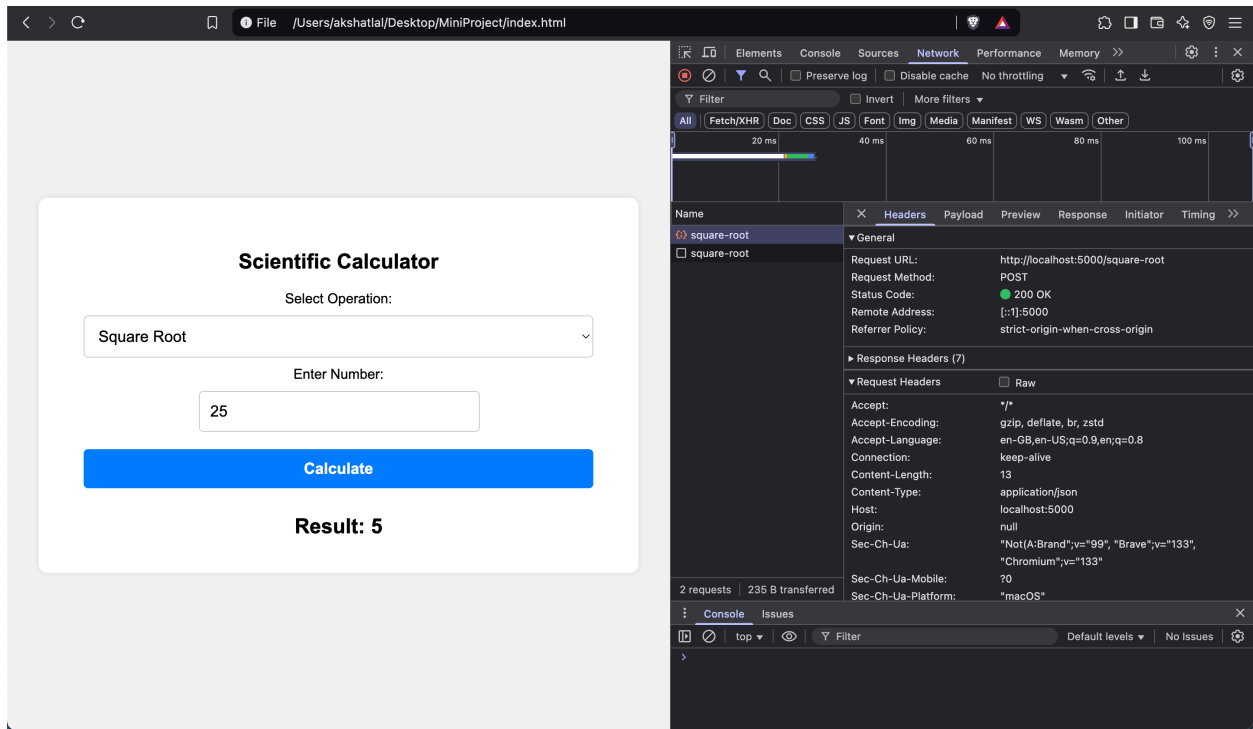 File /Users/akshatlal/Desktop/MiniProject/index.html
Scientific Calculator
Select Operation:
Square Root
Enter Number:
25
Calculate
Result: 5
Elements Console Sources Network Performance Memory
Preserve log Disable cache No throttling
Filter Invert More filters
All Fetch/XHR Doc CSS JS Font Img Media Manifest WS Wasm Other
20 ms 40 ms 60 ms 80 ms 100 ms
Name
square-root
square-root
2 requests 235 B transferred
Headers Payload Preview Response Initiator Timing
General
Request URL: http://localhost:5000/square-root
Request Method: POST
Status Code: 200 OK
Remote Address: [::1]:5000
Referrer Policy: strict-origin-when-cross-origin
Response Headers (7)
Request Headers Raw
Accept: */*
Accept-Encoding: gzip, deflate, br, zstd
Accept-Language: en-GB,en-US;q=0.9,en;q=0.8
Connection: keep-alive
Content-Length: 13
Content-Type: application/json
Host: localhost:5000
Origin: null
Sec-Ch-Ua: "Not(A:Brand";v="99", "Brave";v="133",
"Chromium";v="133"
Sec-Ch-Ua-Mobile: ?0
Sec-Ch-Ua-Platform: "macOS"
Console Issues
top Filter Default levels No Issues